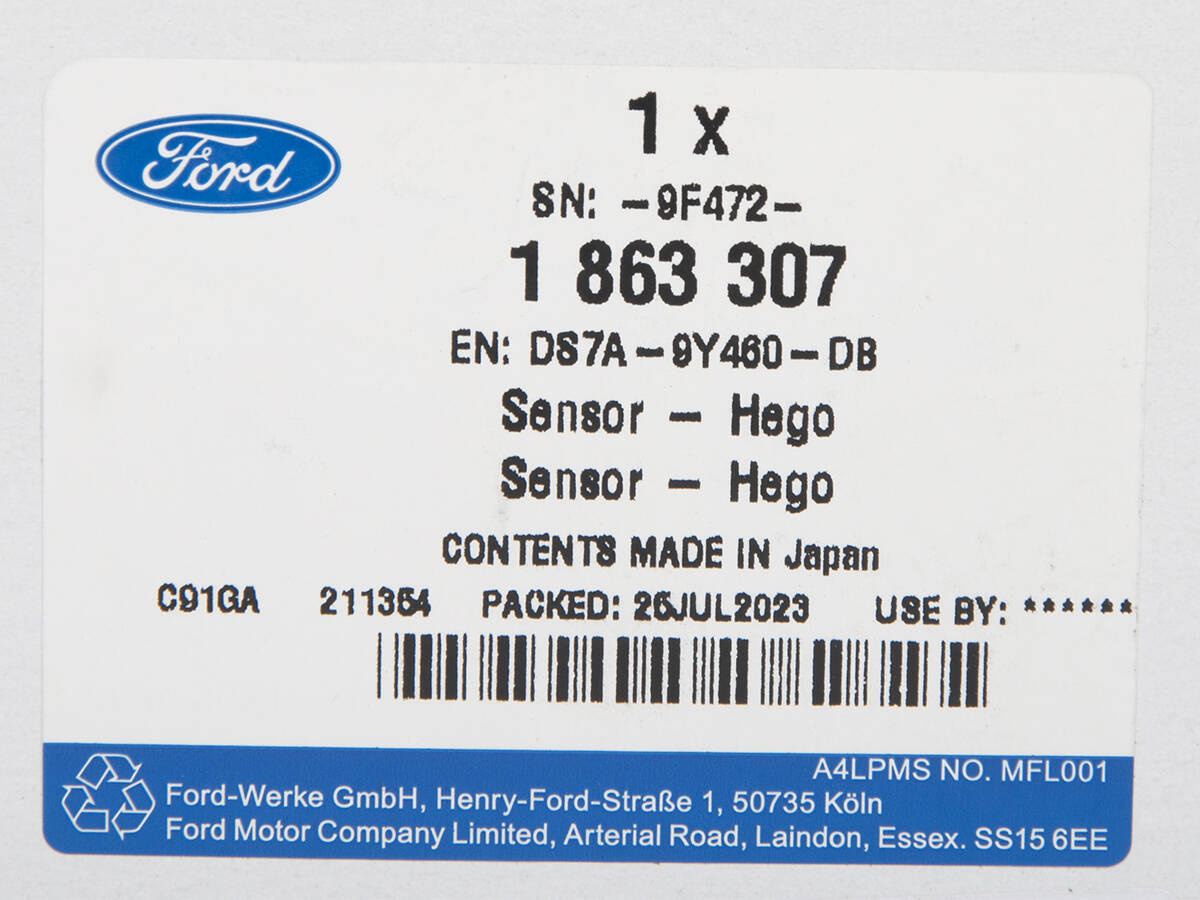 Ford
1 x
SN: -9F472-
1 863 307
EN: DS7A-9Y460-DB
Sensor - Hego
Sensor - Hego
CONTENTS MADE IN Japan
C91GA 211354 PACKED: 25JUL2023 USE BY: ******
A4LPMS NO. MFL001
Ford-Werke GmbH, Henry-Ford-Straße 1, 50735 Köln
Ford Motor Company Limited, Arterial Road, Laindon, Essex. SS15 6EE